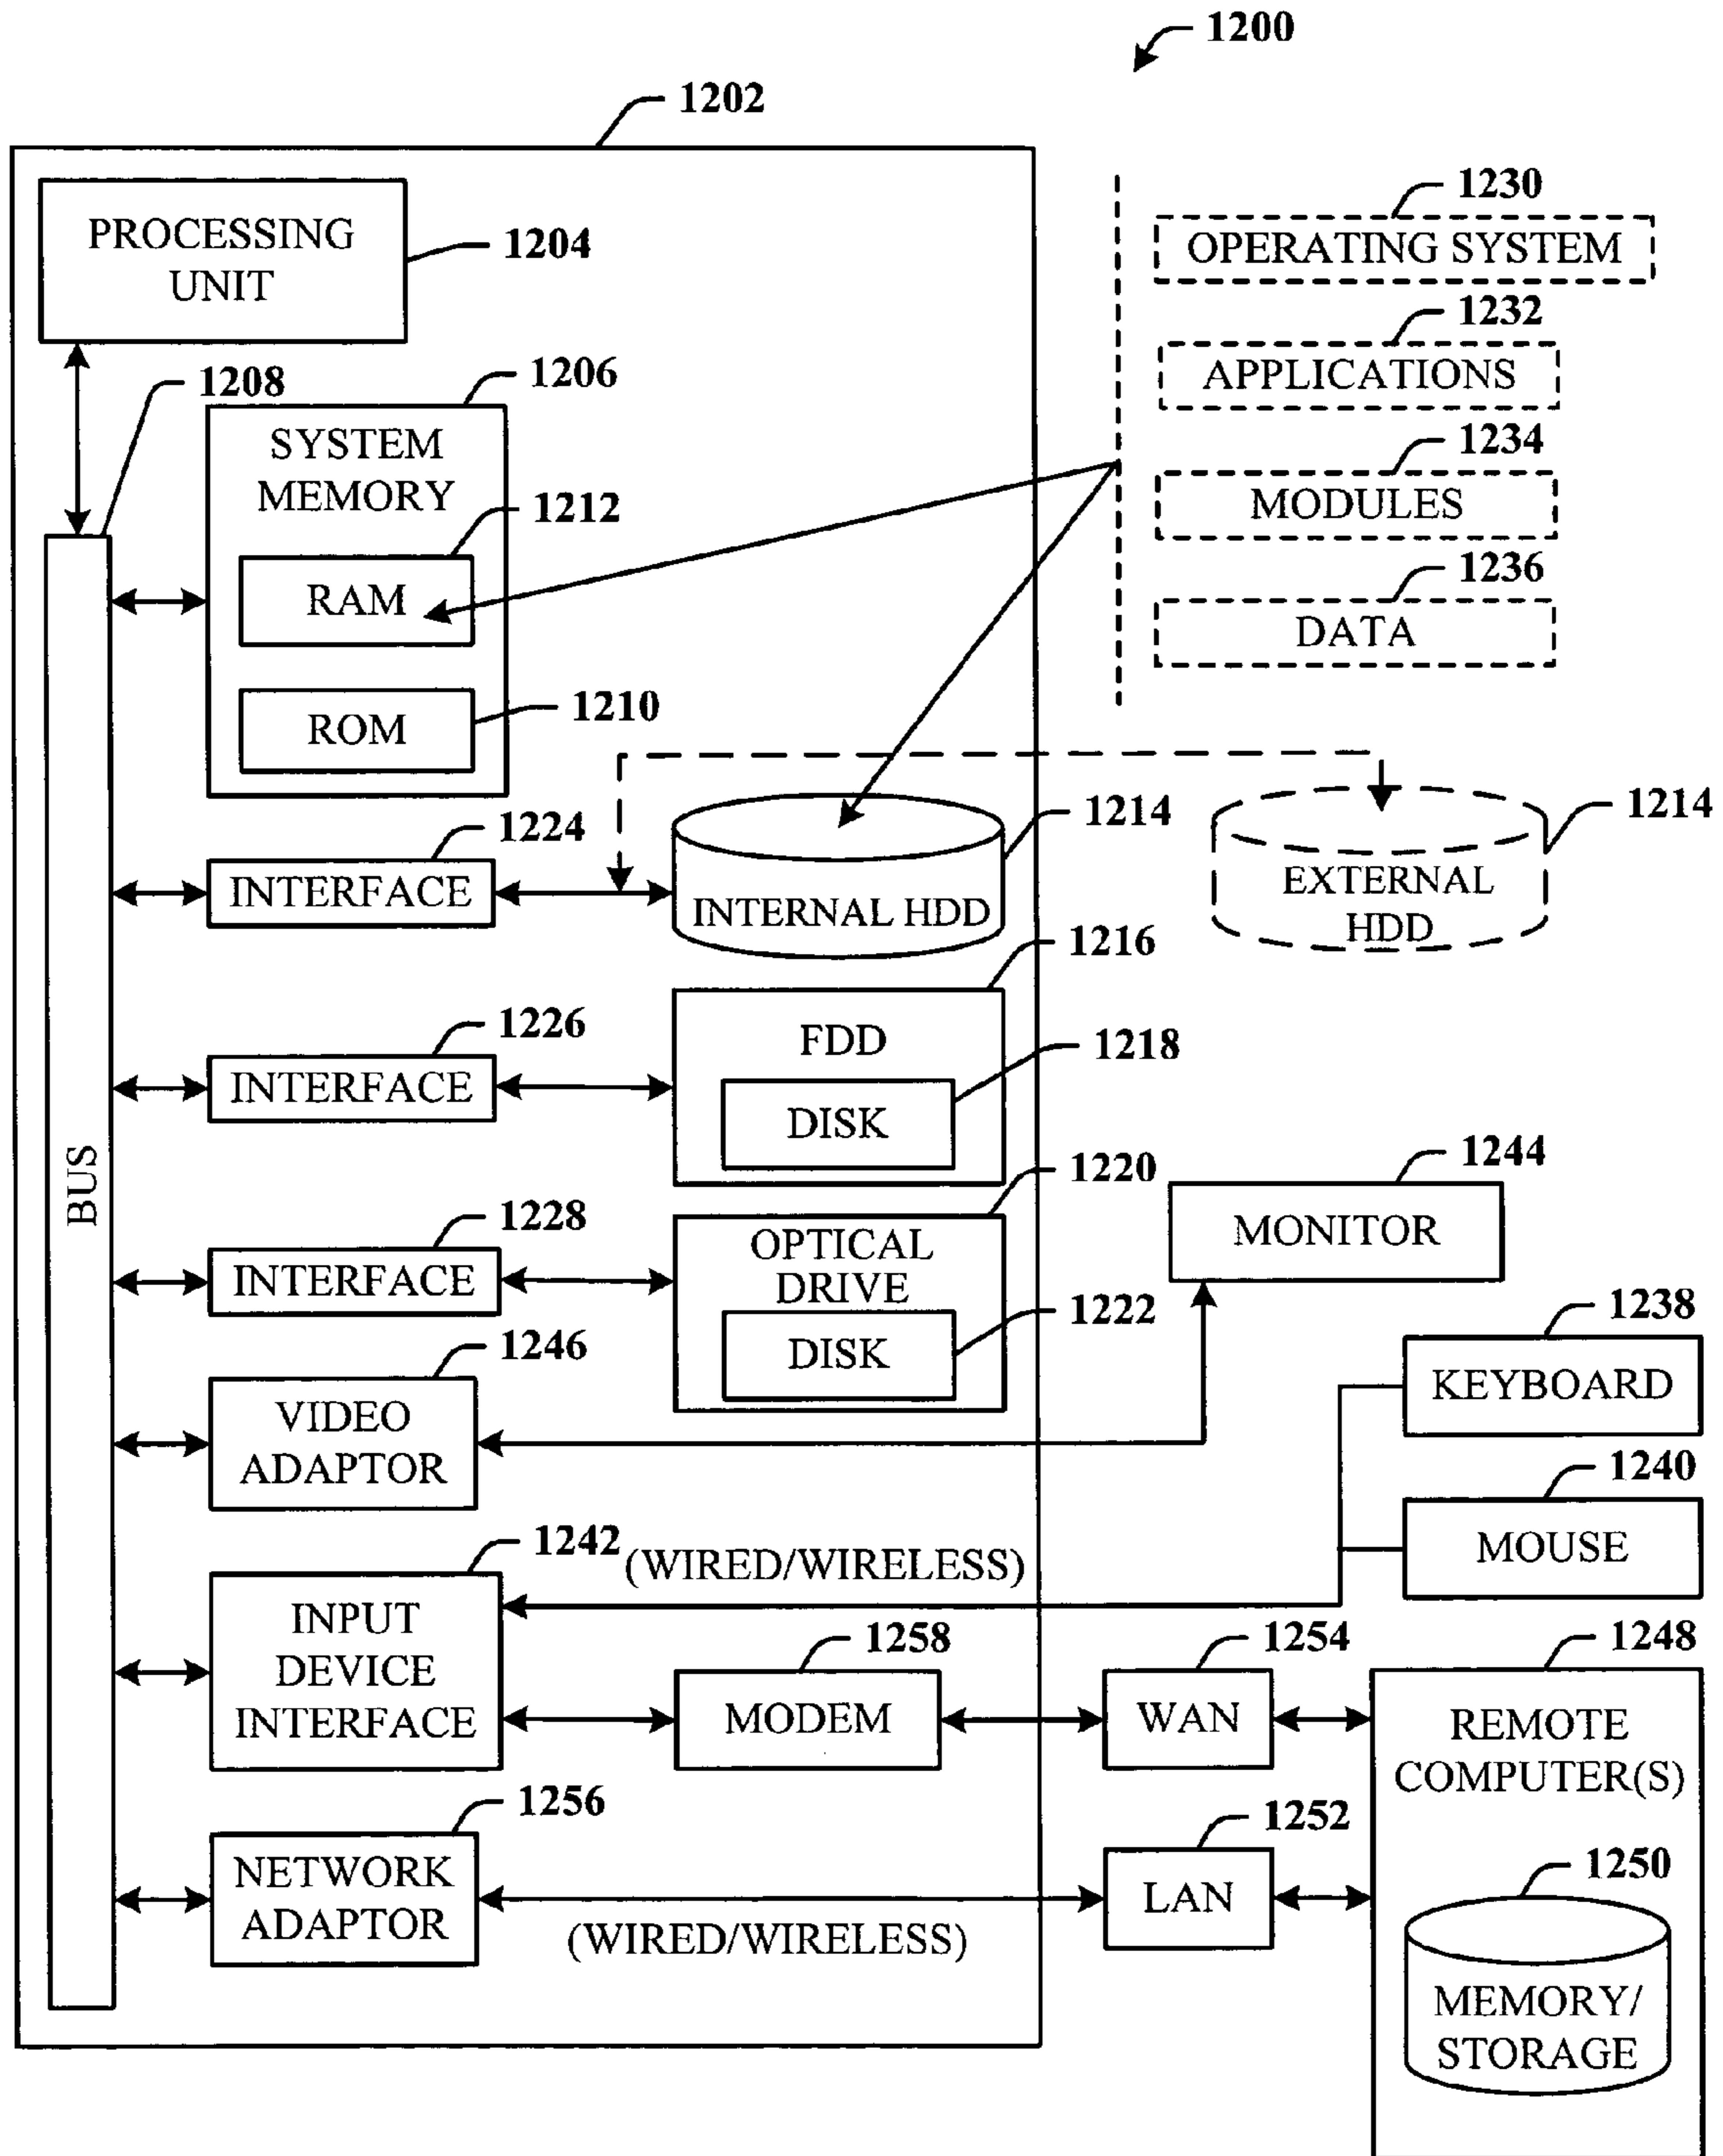 1200
1202
PROCESSING
UNIT
1204
1230
OPERATING SYSTEM
1232
APPLICATIONS
1234
MODULES
1236
DATA
1208
1206
SYSTEM
MEMORY
1212
RAM
1210
ROM
BUS
1224
INTERFACE
1214
INTERNAL HDD
1214
EXTERNAL
HDD
1226
INTERFACE
1216
FDD
1218
DISK
1228
INTERFACE
1220
OPTICAL
DRIVE
1222
DISK
1244
MONITOR
1246
VIDEO
ADAPTOR
1238
KEYBOARD
1240
MOUSE
1242
(WIRED/WIRELESS)
INPUT
DEVICE
INTERFACE
1258
MODEM
1254
WAN
1248
REMOTE
COMPUTER(S)
1256
NETWORK
ADAPTOR
(WIRED/WIRELESS)
1252
LAN
1250
MEMORY/
STORAGE